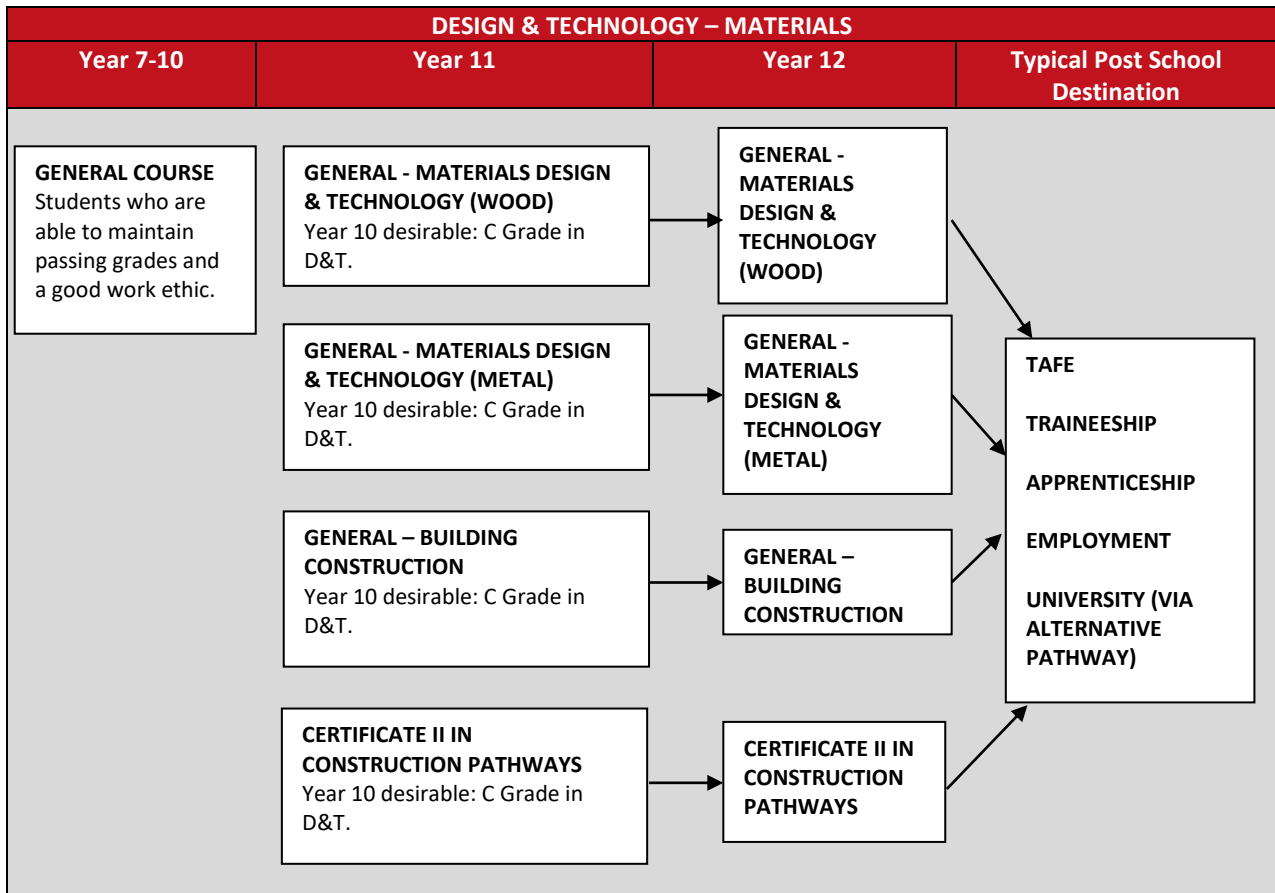 DESIGN & TECHNOLOGY – MATERIALS
Year 7-10
Year 11
Year 12
Typical Post School
Destination
GENERAL COURSE
Students who are
able to maintain
passing grades and
a good work ethic.
GENERAL - MATERIALS DESIGN
& TECHNOLOGY (WOOD)
Year 10 desirable: C Grade in
D&T.
GENERAL -
MATERIALS
DESIGN &
TECHNOLOGY
(WOOD)
GENERAL - MATERIALS DESIGN
& TECHNOLOGY (METAL)
Year 10 desirable: C Grade in
D&T.
GENERAL -
MATERIALS
DESIGN &
TECHNOLOGY
(METAL)
GENERAL – BUILDING
CONSTRUCTION
Year 10 desirable: C Grade in
D&T.
GENERAL –
BUILDING
CONSTRUCTION
CERTIFICATE II IN
CONSTRUCTION PATHWAYS
Year 10 desirable: C Grade in
D&T.
CERTIFICATE II IN
CONSTRUCTION
PATHWAYS
TAFE
TRAINEESHIP
APPRENTICESHIP
EMPLOYMENT
UNIVERSITY (VIA
ALTERNATIVE
PATHWAY)